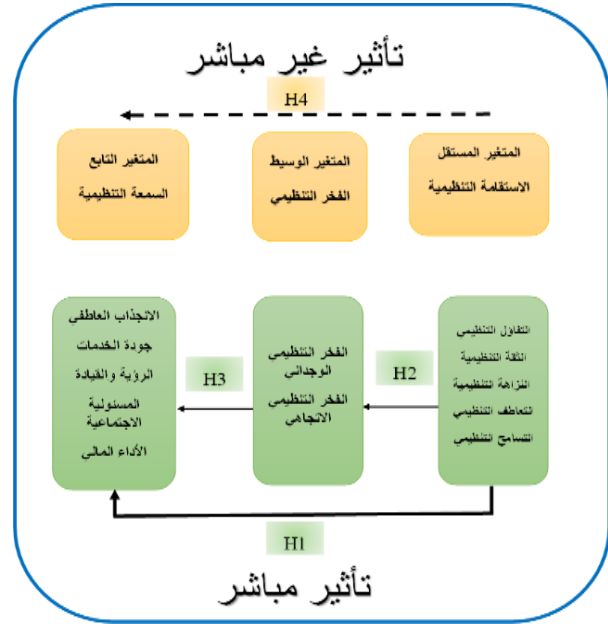 تأثير غير مباشر
H4
المتغير المستقل
الاستقامة التنظيمية
المتغير الوسيط
الفخر التنظيمي
المتغير التابع
السمعة التنظيمية
التفاول التنظيمي
الثقة التنظيمية
النزاهة التنظيمية
التعاطف التنظيمي
التسامح التنظيمي
H2
الفخر التنظيمي
الوجداني
الفخر التنظيمي
الاتجاهي
H3
الانجذاب العاطفي
جودة الخدمات
الرؤية والقيادة
المسئولية
الاجتماعية
الأداء المالي
H1
تأثير مباشر